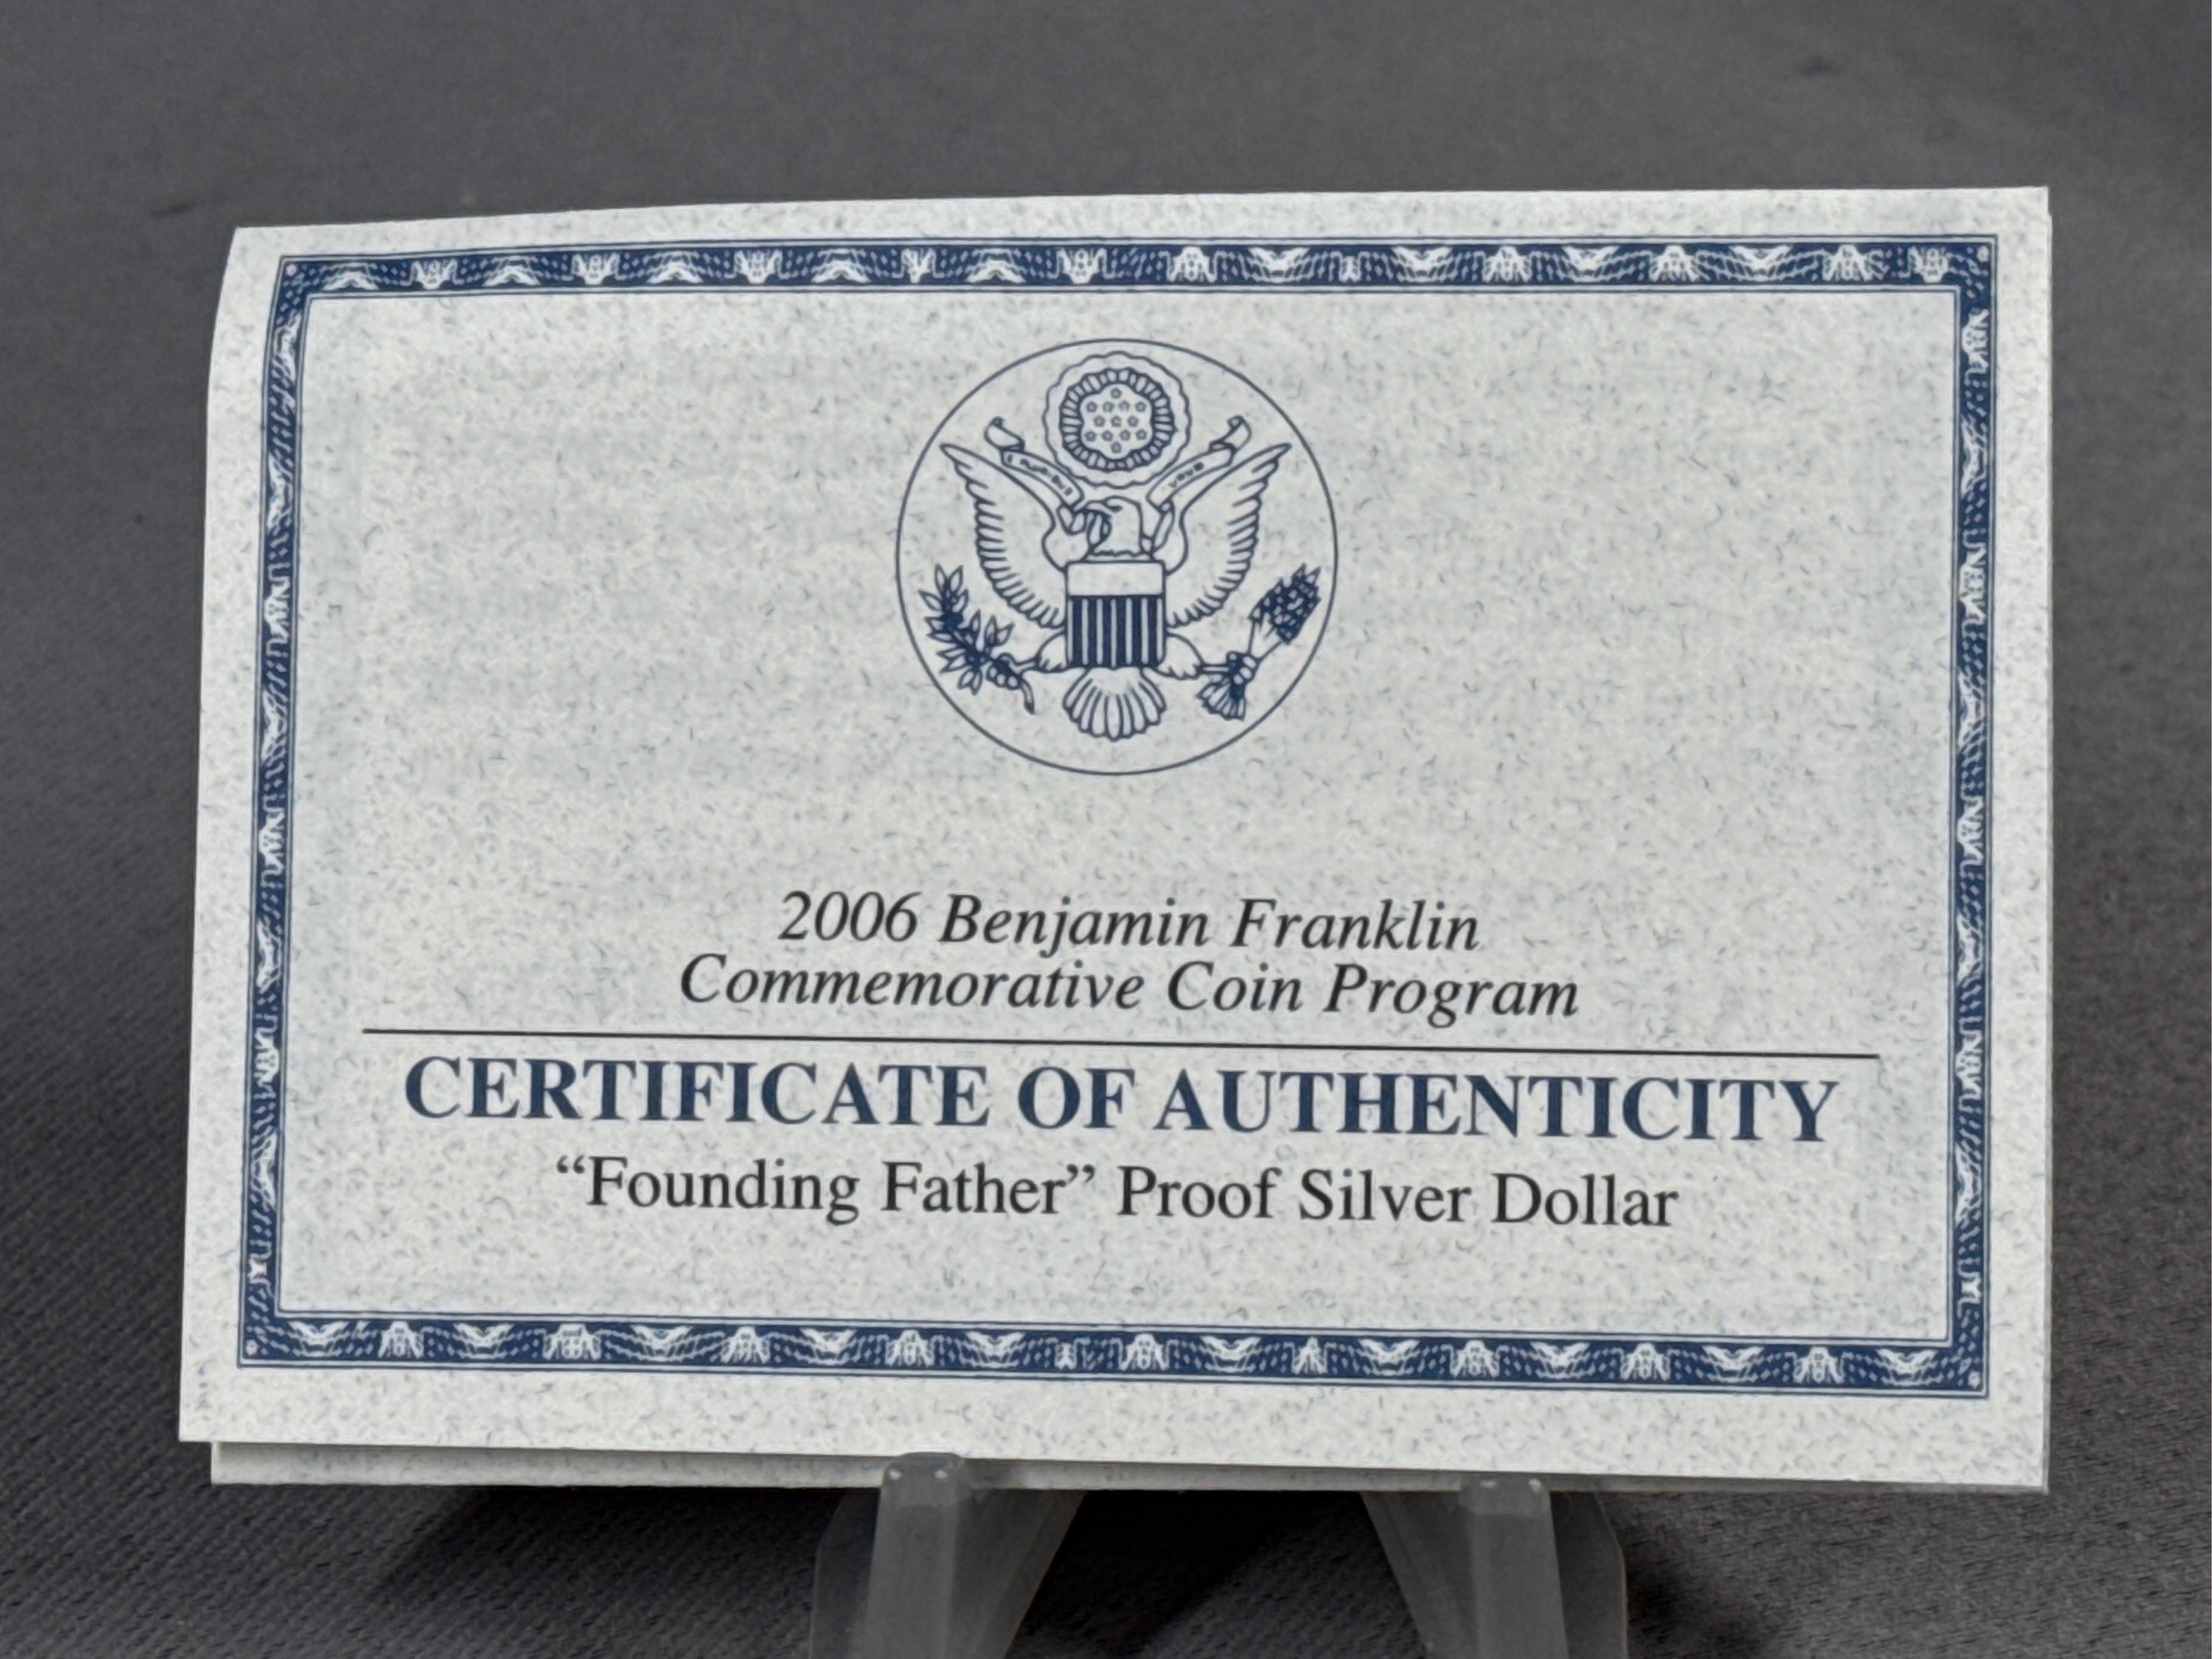 2006 Benjamin Franklin
Commemorative Coin Program
CERTIFICATE OF AUTHENTICITY
“Founding Father” Proof Silver Dollar